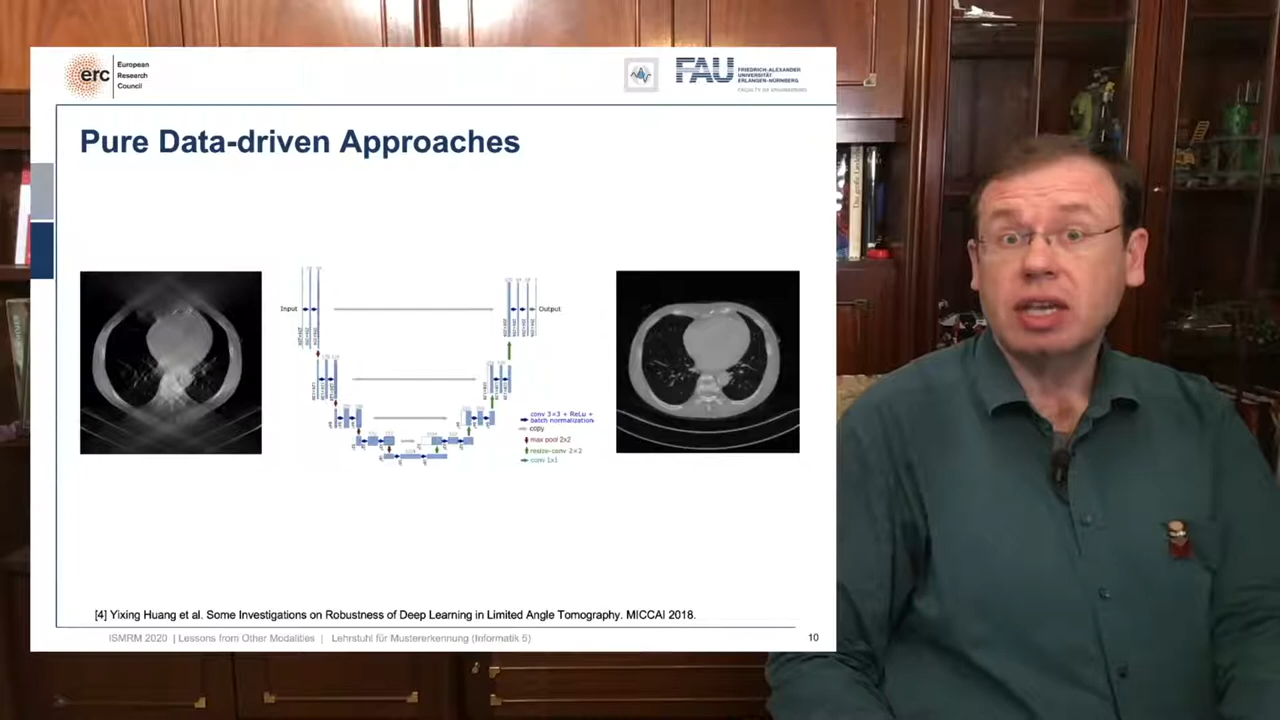 erc
European
Research
Council
FAU
FRIEDRICH-ALEXANDER
UNIVERSITÄT
ERLANGEN-NÜRNBERG
FACULTY OF ENGINEERING
Pure Data-driven Approaches
Input
Output
conv 3×3 + ReLu +
batch normalization
copy
max pool 2x2
resize-conv 2×2
conv 1x1
[4] Yixing Huang et al. Some Investigations on Robustness of Deep Learning in Limited Angle Tomography. MICCAI 2018.
ISMRM 2020 | Lessons from Other Modalities | Lehrstuhl für Mustererkennung (Informatik 5)
10